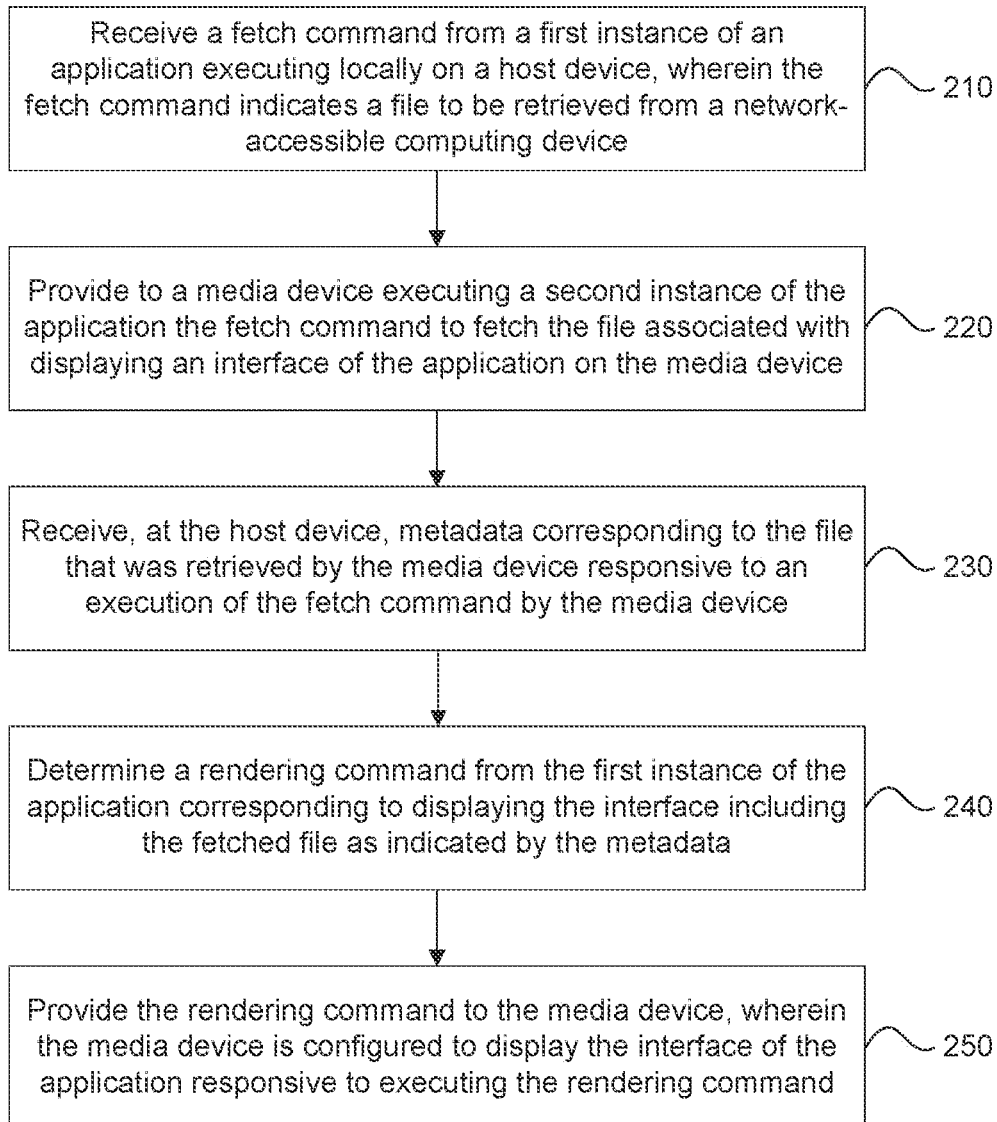 Receive a fetch command from a first instance of an
application executing locally on a host device, wherein the
fetch command indicates a file to be retrieved from a network-
accessible computing device
210
Provide to a media device executing a second instance of the
application the fetch command to fetch the file associated with
displaying an interface of the application on the media device
220
Receive, at the host device, metadata corresponding to the file
that was retrieved by the media device responsive to an
execution of the fetch command by the media device
230
Determine a rendering command from the first instance of the
application corresponding to displaying the interface including
the fetched file as indicated by the metadata
240
Provide the rendering command to the media device, wherein
the media device is configured to display the interface of the
application responsive to executing the rendering command
250